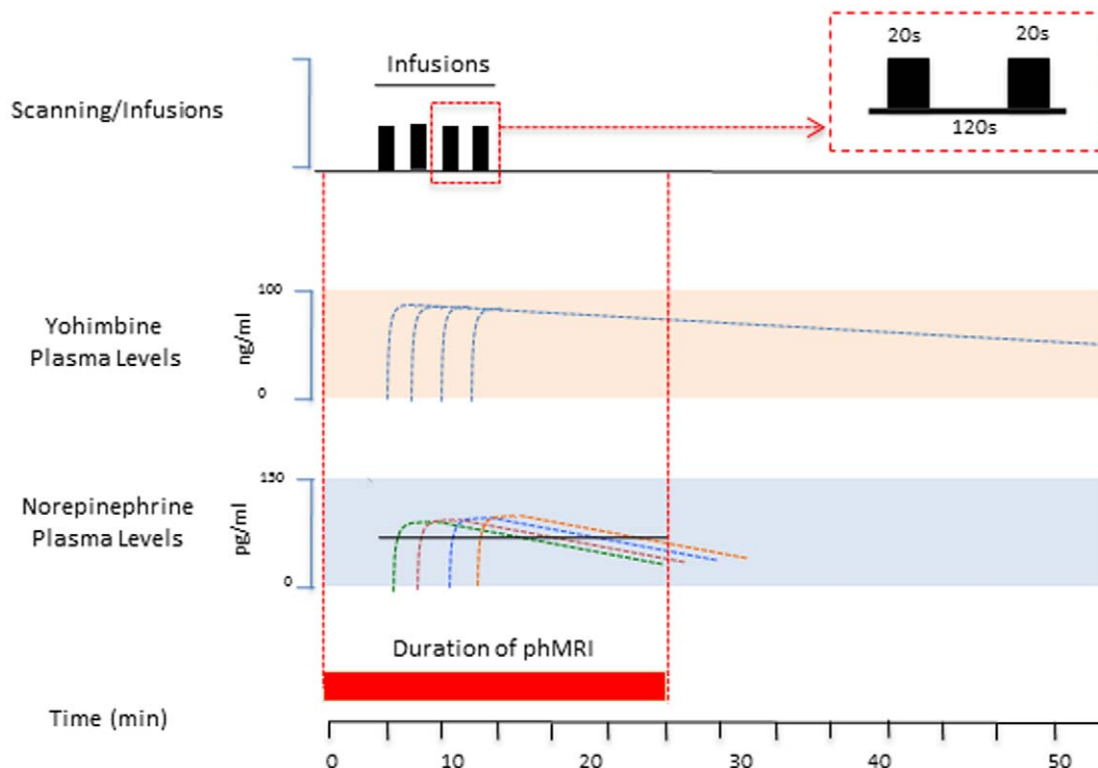 20s 20s
120s
Infusions
Scanning/Infusions
100
Yohimbine
Plasma Levels
ng/ml
0
130
Norepinephrine
Plasma Levels
pg/ml
0
Duration of phMRI
Time (min)
0 10 20 30 40 50